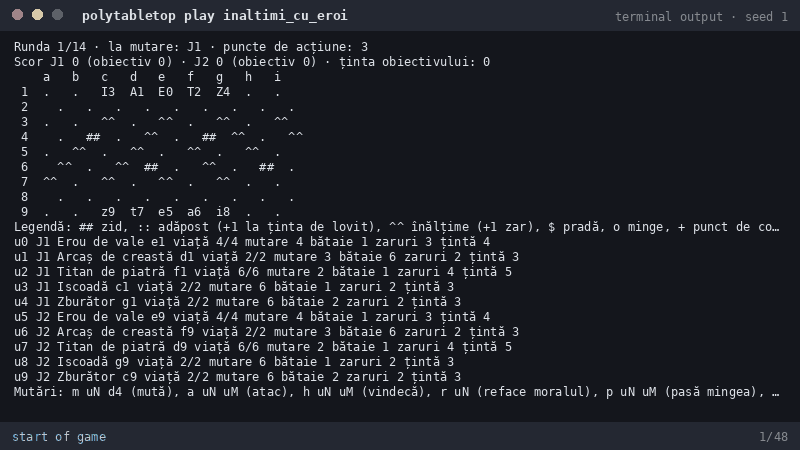 polytabletop play inaltimi_cu_eroi
terminal output · seed 1
Runda 1/14 · la mutare: J1 · puncte de acțiune: 3
Scor J1 0 (obiectiv 0) · J2 0 (obiectiv 0) · ținta obiectivului: 0
a b c d e f g h i
1 . . I3 A1 E0 T2 Z4 . .
2 . . . . . . . . .
3 . . ^^ . ^^ . ^^ . ^^
4 . ## . ^^ . ## ^^ . ^^
5 . ^^ . ^^ . ^^ . ^^ .
6 ^^ . ^^ ## . ^^ . ## .
7 ^^ . ^^ . ^^ . ^^ . .
8 . . . . . . . . .
9 . . z9 t7 e5 a6 i8 . .
Legendă: ## zid, :: adăpost (+1 la ținta de lovit), ^^ înălțime (+1 zar), $ pradă, o minge, + punct de co…
u0 J1 Erou de vale e1 viață 4/4 mutare 4 bătaie 1 zaruri 3 țintă 4
u1 J1 Arcaș de creastă d1 viață 2/2 mutare 3 bătaie 6 zaruri 2 țintă 3
u2 J1 Titan de piatră f1 viață 6/6 mutare 2 bătaie 1 zaruri 4 țintă 5
u3 J1 Iscoadă c1 viață 2/2 mutare 6 bătaie 1 zaruri 2 țintă 3
u4 J1 Zburător g1 viață 2/2 mutare 6 bătaie 2 zaruri 2 țintă 3
u5 J2 Erou de vale e9 viață 4/4 mutare 4 bătaie 1 zaruri 3 țintă 4
u6 J2 Arcaș de creastă f9 viață 2/2 mutare 3 bătaie 6 zaruri 2 țintă 3
u7 J2 Titan de piatră d9 viață 6/6 mutare 2 bătaie 1 zaruri 4 țintă 5
u8 J2 Iscoadă g9 viață 2/2 mutare 6 bătaie 1 zaruri 2 țintă 3
u9 J2 Zburător c9 viață 2/2 mutare 6 bătaie 2 zaruri 2 țintă 3
Mutări: m uN d4 (mută), a uN uM (atac), h uN uM (vindecă), r uN (reface moralul), p uN uM (pasă mingea), …
start of game
1/48